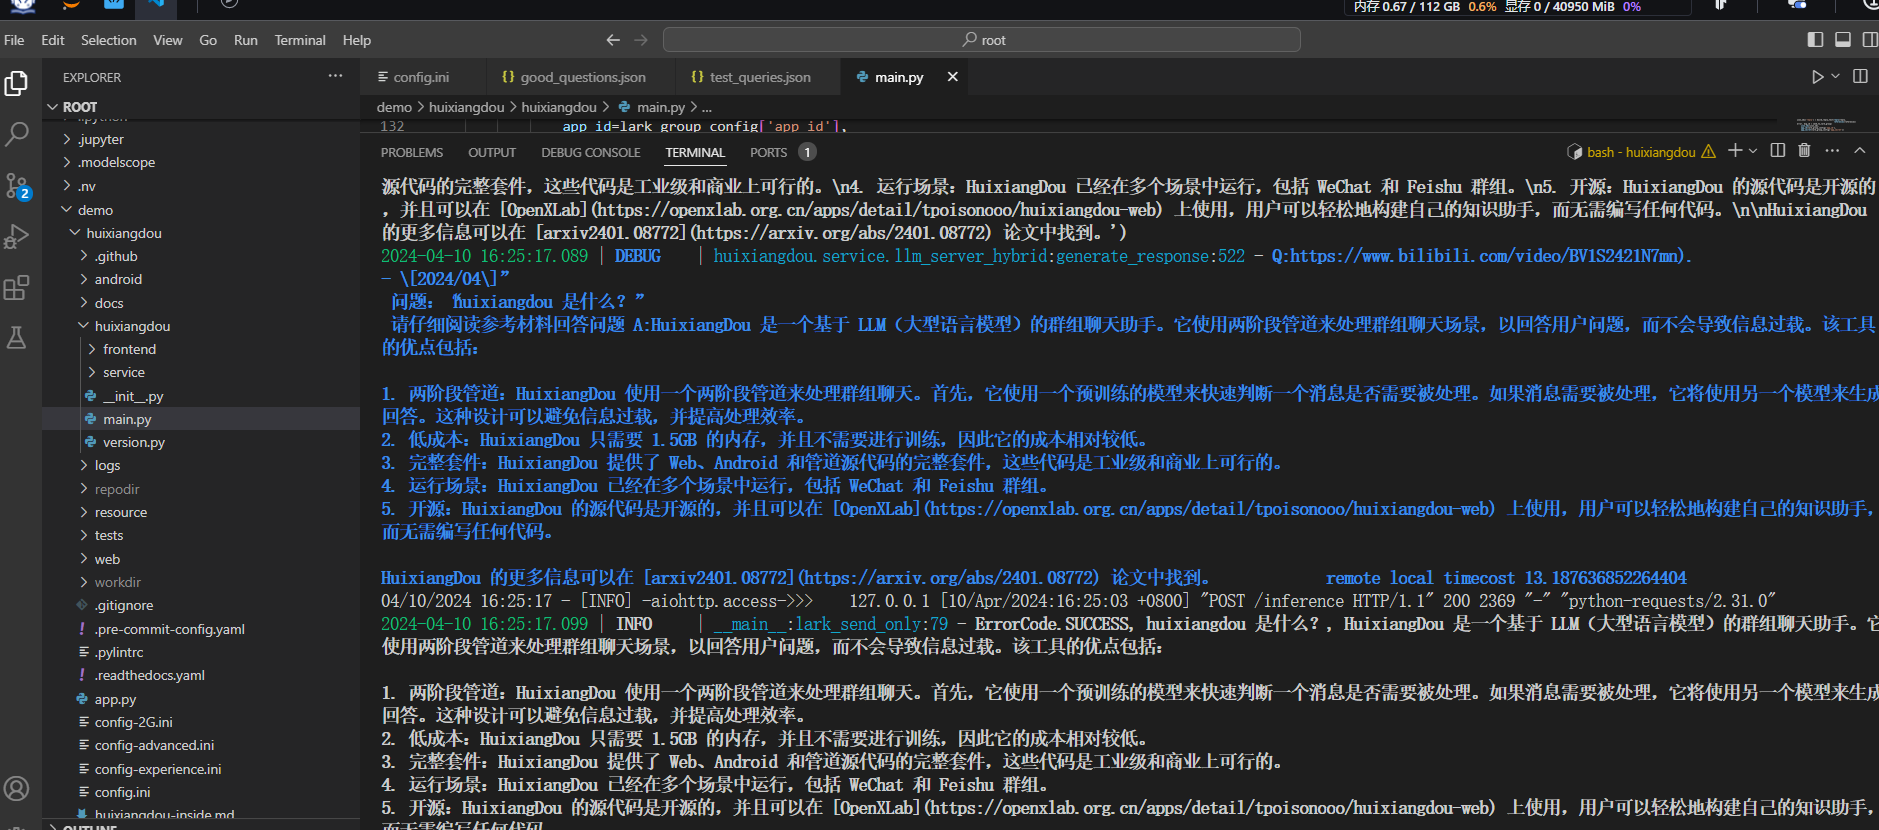 内存 0.67 / 112 GB 0.6% 显存 0 / 40950 MiB 0%
File Edit Selection View Go Run Terminal Help
root
EXPLORER
ROOT
.jupyter
.modelscope
.nv
demo
huixiangdou
.github
android
docs
huixiangdou
frontend
service
__init__.py
main.py
version.py
logs
repodir
resource
tests
web
workdir
.gitignore
.pre-commit-config.yaml
.pylintrc
.readthedocs.yaml
app.py
config-2G.ini
config-advanced.ini
config-experience.ini
config.ini
huixiangdou-inside.md
OUTLINE
2
config.ini
good_questions.json
test_queries.json
main.py
demo > huixiangdou > huixiangdou > main.py > ...
132 app_id=lark_group_config['app_id'],
PROBLEMS OUTPUT DEBUG CONSOLE TERMINAL PORTS 1
bash - huixiangdou
源代码的完整套件，这些代码是工业级和商业上可行的。\n4. 运行场景：HuixiangDou 已经在多个场景中运行，包括 WeChat 和 Feishu 群组。\n5. 开源：HuixiangDou 的源代码是开源的
，并且可以在 [OpenXLab](https://openxlab.org.cn/apps/detail/tpoisonooo/huixiangdou-web) 上使用，用户可以轻松地构建自己的知识助手，而无需编写任何代码。\n\nHuixiangDou
的更多信息可以在 [arxiv2401.08772](https://arxiv.org/abs/2401.08772) 论文中找到。')
2024-04-10 16:25:17.089 | DEBUG | huixiangdou.service.llm_server_hybrid:generate_response:522 - Q:https://www.bilibili.com/video/BV1S2421N7mn).
- \[2024/04\]”
问题：“huixiangdou 是什么？”
请仔细阅读参考材料回答问题 A:HuixiangDou 是一个基于 LLM（大型语言模型）的群组聊天助手。它使用两阶段管道来处理群组聊天场景，以回答用户问题，而不会导致信息过载。该工具
的优点包括：
1. 两阶段管道：HuixiangDou 使用一个两阶段管道来处理群组聊天。首先，它使用一个预训练的模型来快速判断一个消息是否需要被处理。如果消息需要被处理，它将使用另一个模型来生成
回答。这种设计可以避免信息过载，并提高处理效率。
2. 低成本：HuixiangDou 只需要 1.5GB 的内存，并且不需要进行训练，因此它的成本相对较低。
3. 完整套件：HuixiangDou 提供了 Web、Android 和管道源代码的完整套件，这些代码是工业级和商业上可行的。
4. 运行场景：HuixiangDou 已经在多个场景中运行，包括 WeChat 和 Feishu 群组。
5. 开源：HuixiangDou 的源代码是开源的，并且可以在 [OpenXLab](https://openxlab.org.cn/apps/detail/tpoisonooo/huixiangdou-web) 上使用，用户可以轻松地构建自己的知识助手，
而无需编写任何代码。
HuixiangDou 的更多信息可以在 [arxiv2401.08772](https://arxiv.org/abs/2401.08772) 论文中找到。 remote local timecost 13.187636852264404
04/10/2024 16:25:17 - [INFO] -aiohttp.access->>> 127.0.0.1 [10/Apr/2024:16:25:03 +0800] "POST /inference HTTP/1.1" 200 2369 "-" "python-requests/2.31.0"
2024-04-10 16:25:17.099 | INFO | __main__:lark_send_only:79 - ErrorCode.SUCCESS, huixiangdou 是什么？, HuixiangDou 是一个基于 LLM（大型语言模型）的群组聊天助手。它
使用两阶段管道来处理群组聊天场景，以回答用户问题，而不会导致信息过载。该工具的优点包括：
1. 两阶段管道：HuixiangDou 使用一个两阶段管道来处理群组聊天。首先，它使用一个预训练的模型来快速判断一个消息是否需要被处理。如果消息需要被处理，它将使用另一个模型来生成
回答。这种设计可以避免信息过载，并提高处理效率。
2. 低成本：HuixiangDou 只需要 1.5GB 的内存，并且不需要进行训练，因此它的成本相对较低。
3. 完整套件：HuixiangDou 提供了 Web、Android 和管道源代码的完整套件，这些代码是工业级和商业上可行的。
4. 运行场景：HuixiangDou 已经在多个场景中运行，包括 WeChat 和 Feishu 群组。
5. 开源：HuixiangDou 的源代码是开源的，并且可以在 [OpenXLab](https://openxlab.org.cn/apps/detail/tpoisonooo/huixiangdou-web) 上使用，用户可以轻松地构建自己的知识助手，
而无需编写任何代码